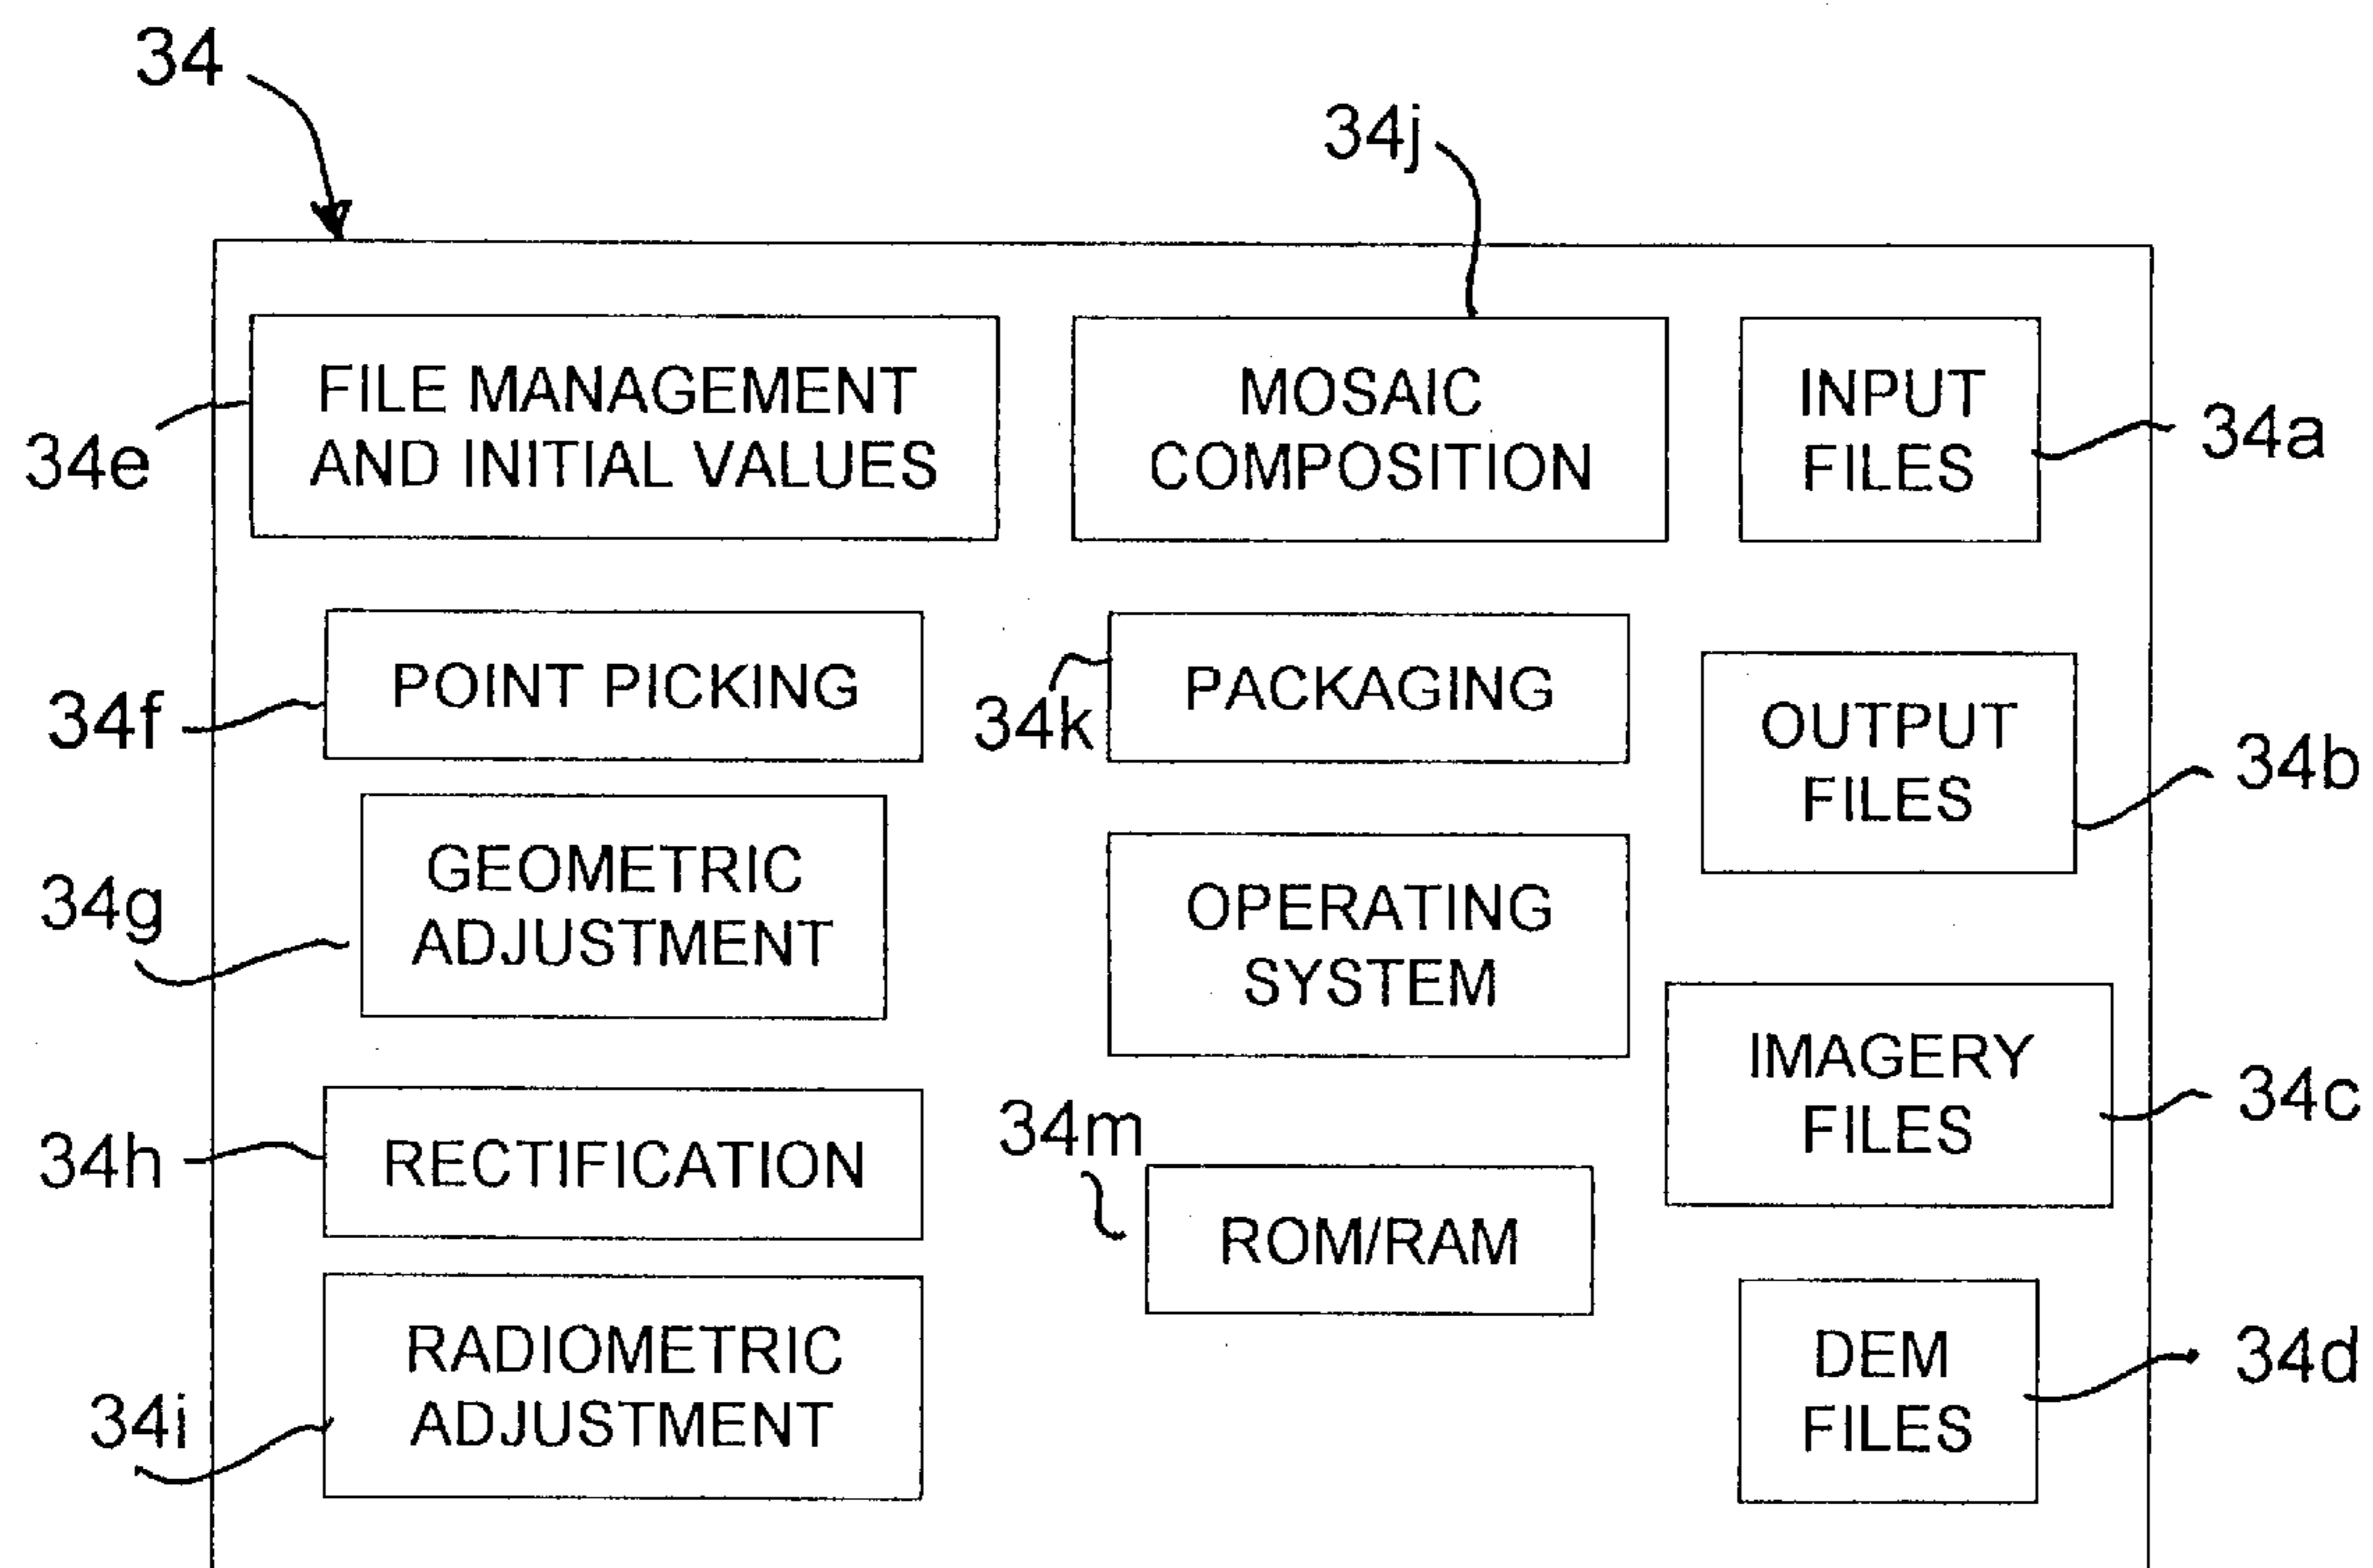 34
34j
FILE MANAGEMENT
AND INITIAL VALUES
34e
MOSAIC
COMPOSITION
INPUT
FILES
34a
POINT PICKING
34f
PACKAGING
34k
OUTPUT
FILES
34b
GEOMETRIC
ADJUSTMENT
34g
OPERATING
SYSTEM
IMAGERY
FILES
34c
RECTIFICATION
34h
34m
ROM/RAM
RADIOMETRIC
ADJUSTMENT
34i
DEM
FILES
34d